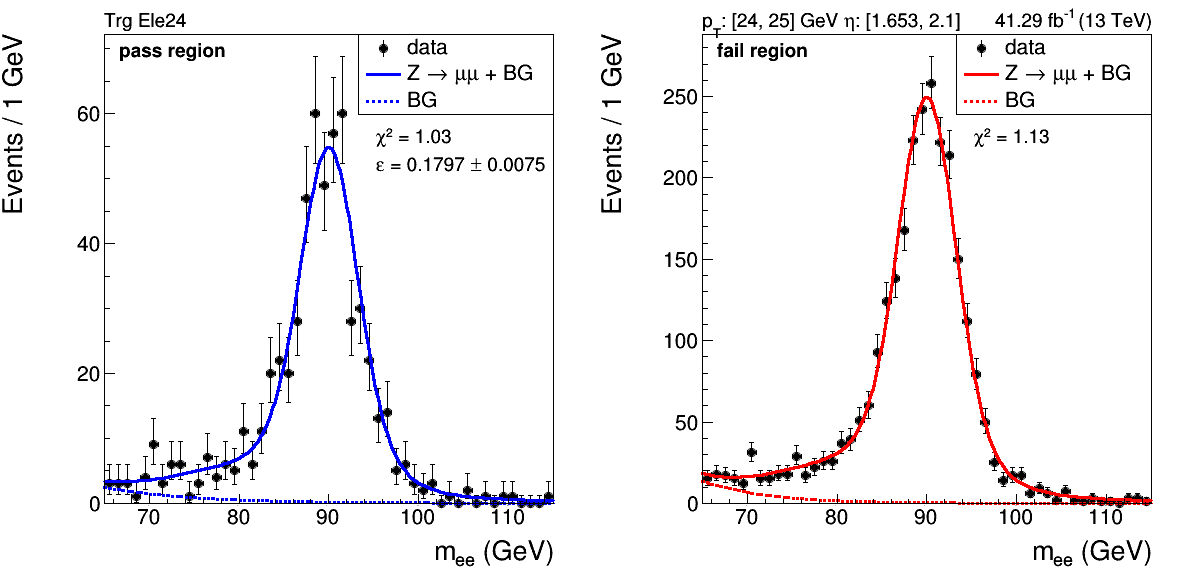 Trg Ele24
pass region
data
Z → μμ + BG
BG
χ² = 1.03
ε = 0.1797 ± 0.0075
Events / 1 GeV
60
40
20
0
70 80 90 100 110
m_ee (GeV)
p_T: [24, 25] GeV η: [1.653, 2.1] 41.29 fb⁻¹ (13 TeV)
fail region
data
Z → μμ + BG
BG
χ² = 1.13
Events / 1 GeV
250
200
150
100
50
0
70 80 90 100 110
m_ee (GeV)